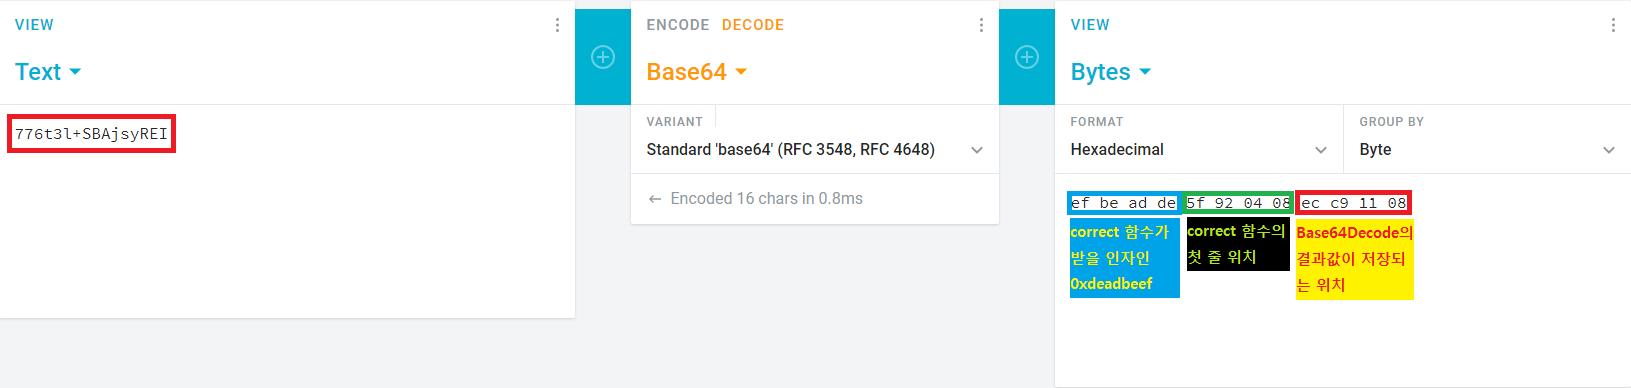 VIEW
Text
776t3l+SBAjsyREI
ENCODE DECODE
Base64
VARIANT
Standard 'base64' (RFC 3548, RFC 4648)
← Encoded 16 chars in 0.8ms
VIEW
Bytes
FORMAT
Hexadecimal
GROUP BY
Byte
ef be ad de 5f 92 04 08 ec c9 11 08
correct 함수가
받을 인자인
0xdeadbeef
correct 함수의
첫 줄 위치
Base64Decode의
결과값이 저장되
는 위치